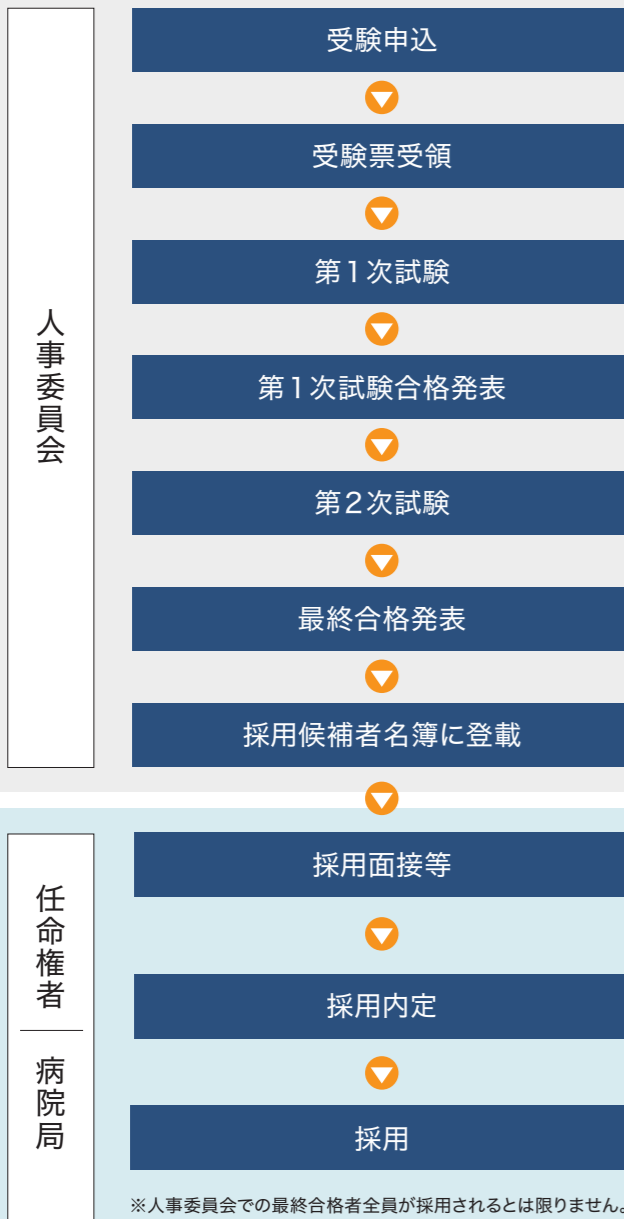 人事委員会
受験申込
受験票受領
第1次試験
第1次試験合格発表
第2次試験
最終合格発表
採用候補者名簿に登載
任命権者
病院局
採用面接等
採用内定
採用
※人事委員会での最終合格者全員が採用されるとは限りません。